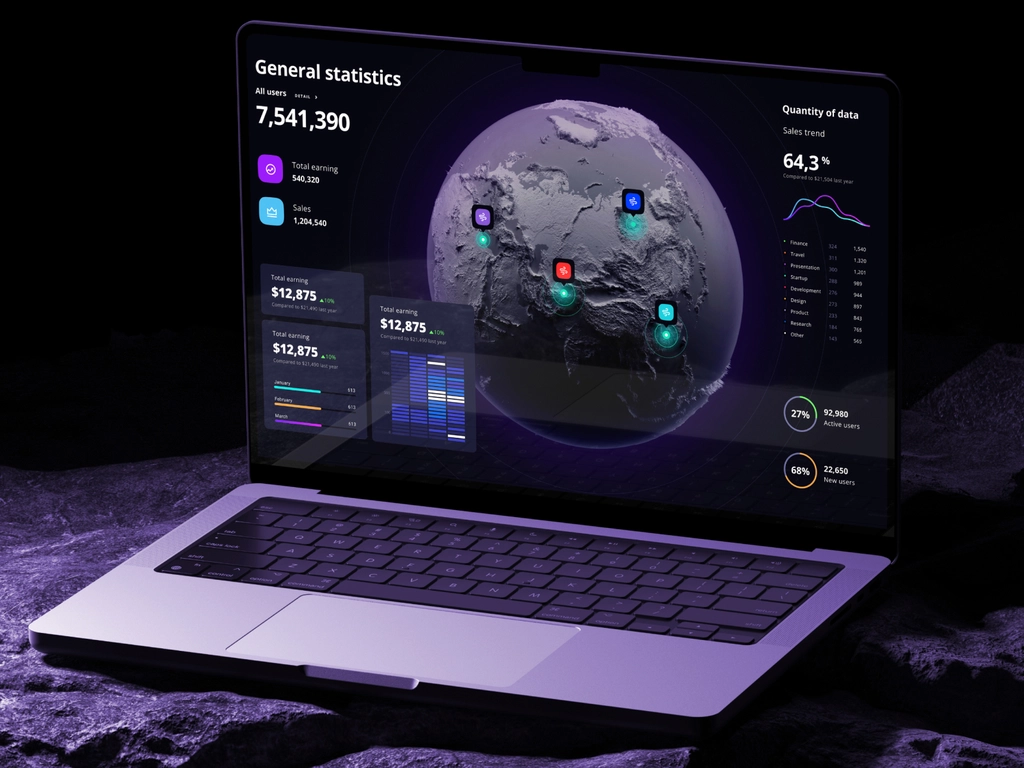 General statistics
All users DETAIL
7,541,390
Total earning
540,320
Sales
1,204,540
Total earning
$12,875 ▲10%
Compared to $21,490 last year
Total earning
$12,875 ▲10%
Compared to $21,490 last year
January
February
March
Total earning
$12,875 ▲10%
Compared to $21,490 last year
Quantity of data
Sales trend
64,3%
Compared to $21,504 last year
Finance 324 1,540
Travel 311 1,320
Presentation 300 1,201
Startup 288 989
Development 276 944
Design 273 897
Product 233 843
Research 184 765
Other 143 565
27% 92,980
Active users
68% 22,650
New users